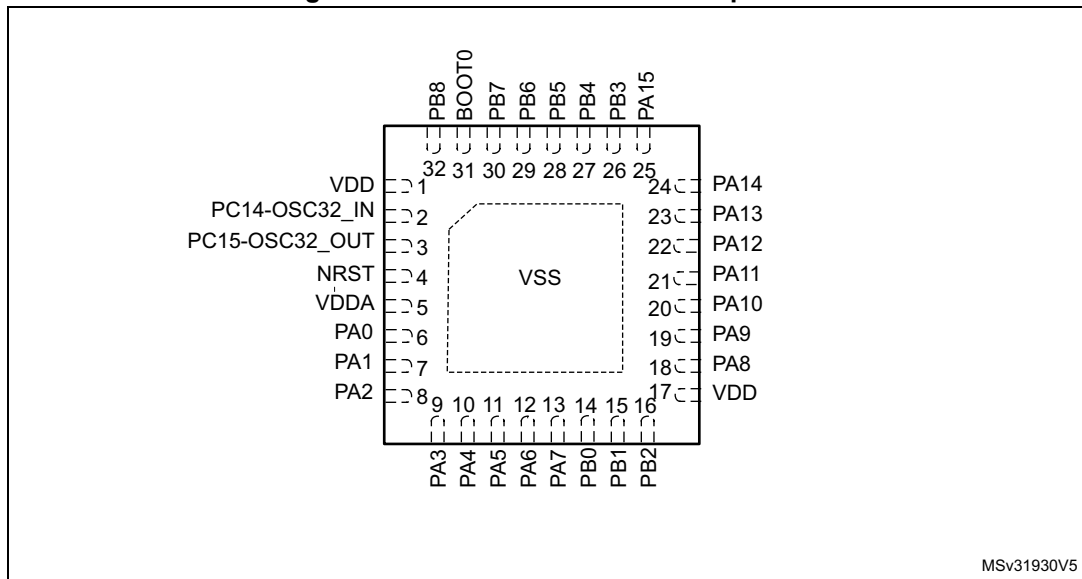 PB8
BOOT0
PB7
PB6
PB5
PB4
PB3
PA15
32 31 30 29 28 27 26 25
VDD 1
PC14-OSC32_IN 2
PC15-OSC32_OUT 3
NRST 4
VDDA 5
PA0 6
PA1 7
PA2 8
VSS
24 PA14
23 PA13
22 PA12
21 PA11
20 PA10
19 PA9
18 PA8
17 VDD
9 10 11 12 13 14 15 16
PA3
PA4
PA5
PA6
PA7
PB0
PB1
PB2
MSv31930V5